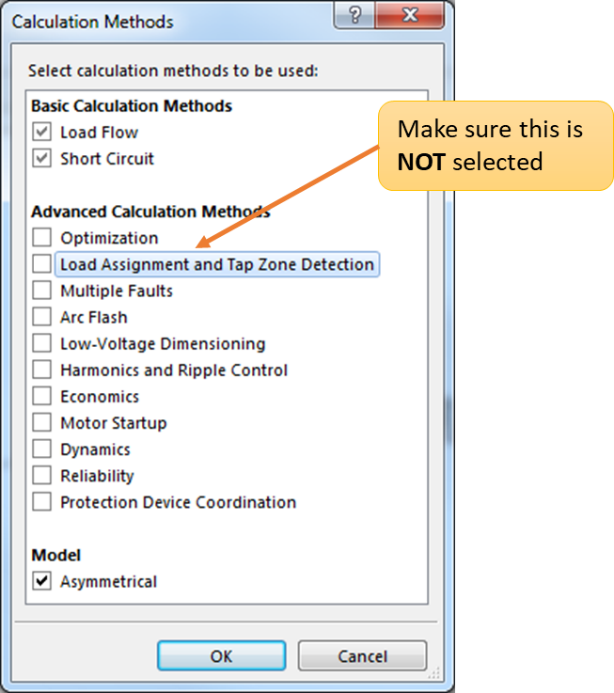 Calculation Methods
Select calculation methods to be used:
Basic Calculation Methods
Load Flow
Short Circuit
Make sure this is
NOT selected
Advanced Calculation Methods
Optimization
Load Assignment and Tap Zone Detection
Multiple Faults
Arc Flash
Low-Voltage Dimensioning
Harmonics and Ripple Control
Economics
Motor Startup
Dynamics
Reliability
Protection Device Coordination
Model
Asymmetrical
OK
Cancel